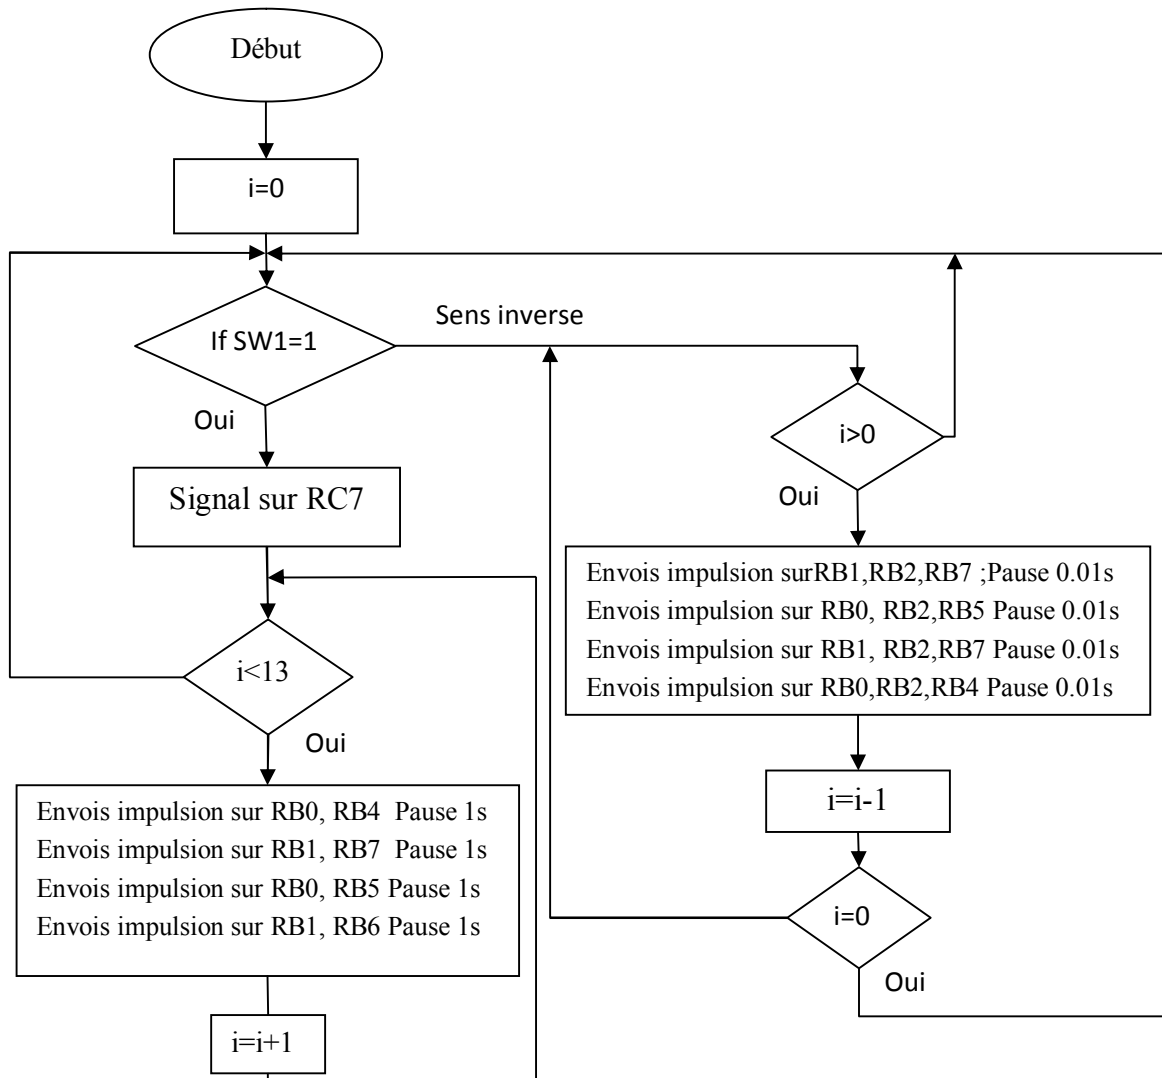 Début
i=0
If SW1=1
Sens inverse
Oui
Signal sur RC7
i<13
Oui
Envois impulsion sur RB0, RB4 Pause 1s
Envois impulsion sur RB1, RB7 Pause 1s
Envois impulsion sur RB0, RB5 Pause 1s
Envois impulsion sur RB1, RB6 Pause 1s
i=i+1
i>0
Oui
Envois impulsion surRB1,RB2,RB7 ;Pause 0.01s
Envois impulsion sur RB0, RB2,RB5 Pause 0.01s
Envois impulsion sur RB1, RB2,RB7 Pause 0.01s
Envois impulsion sur RB0,RB2,RB4 Pause 0.01s
i=i-1
i=0
Oui